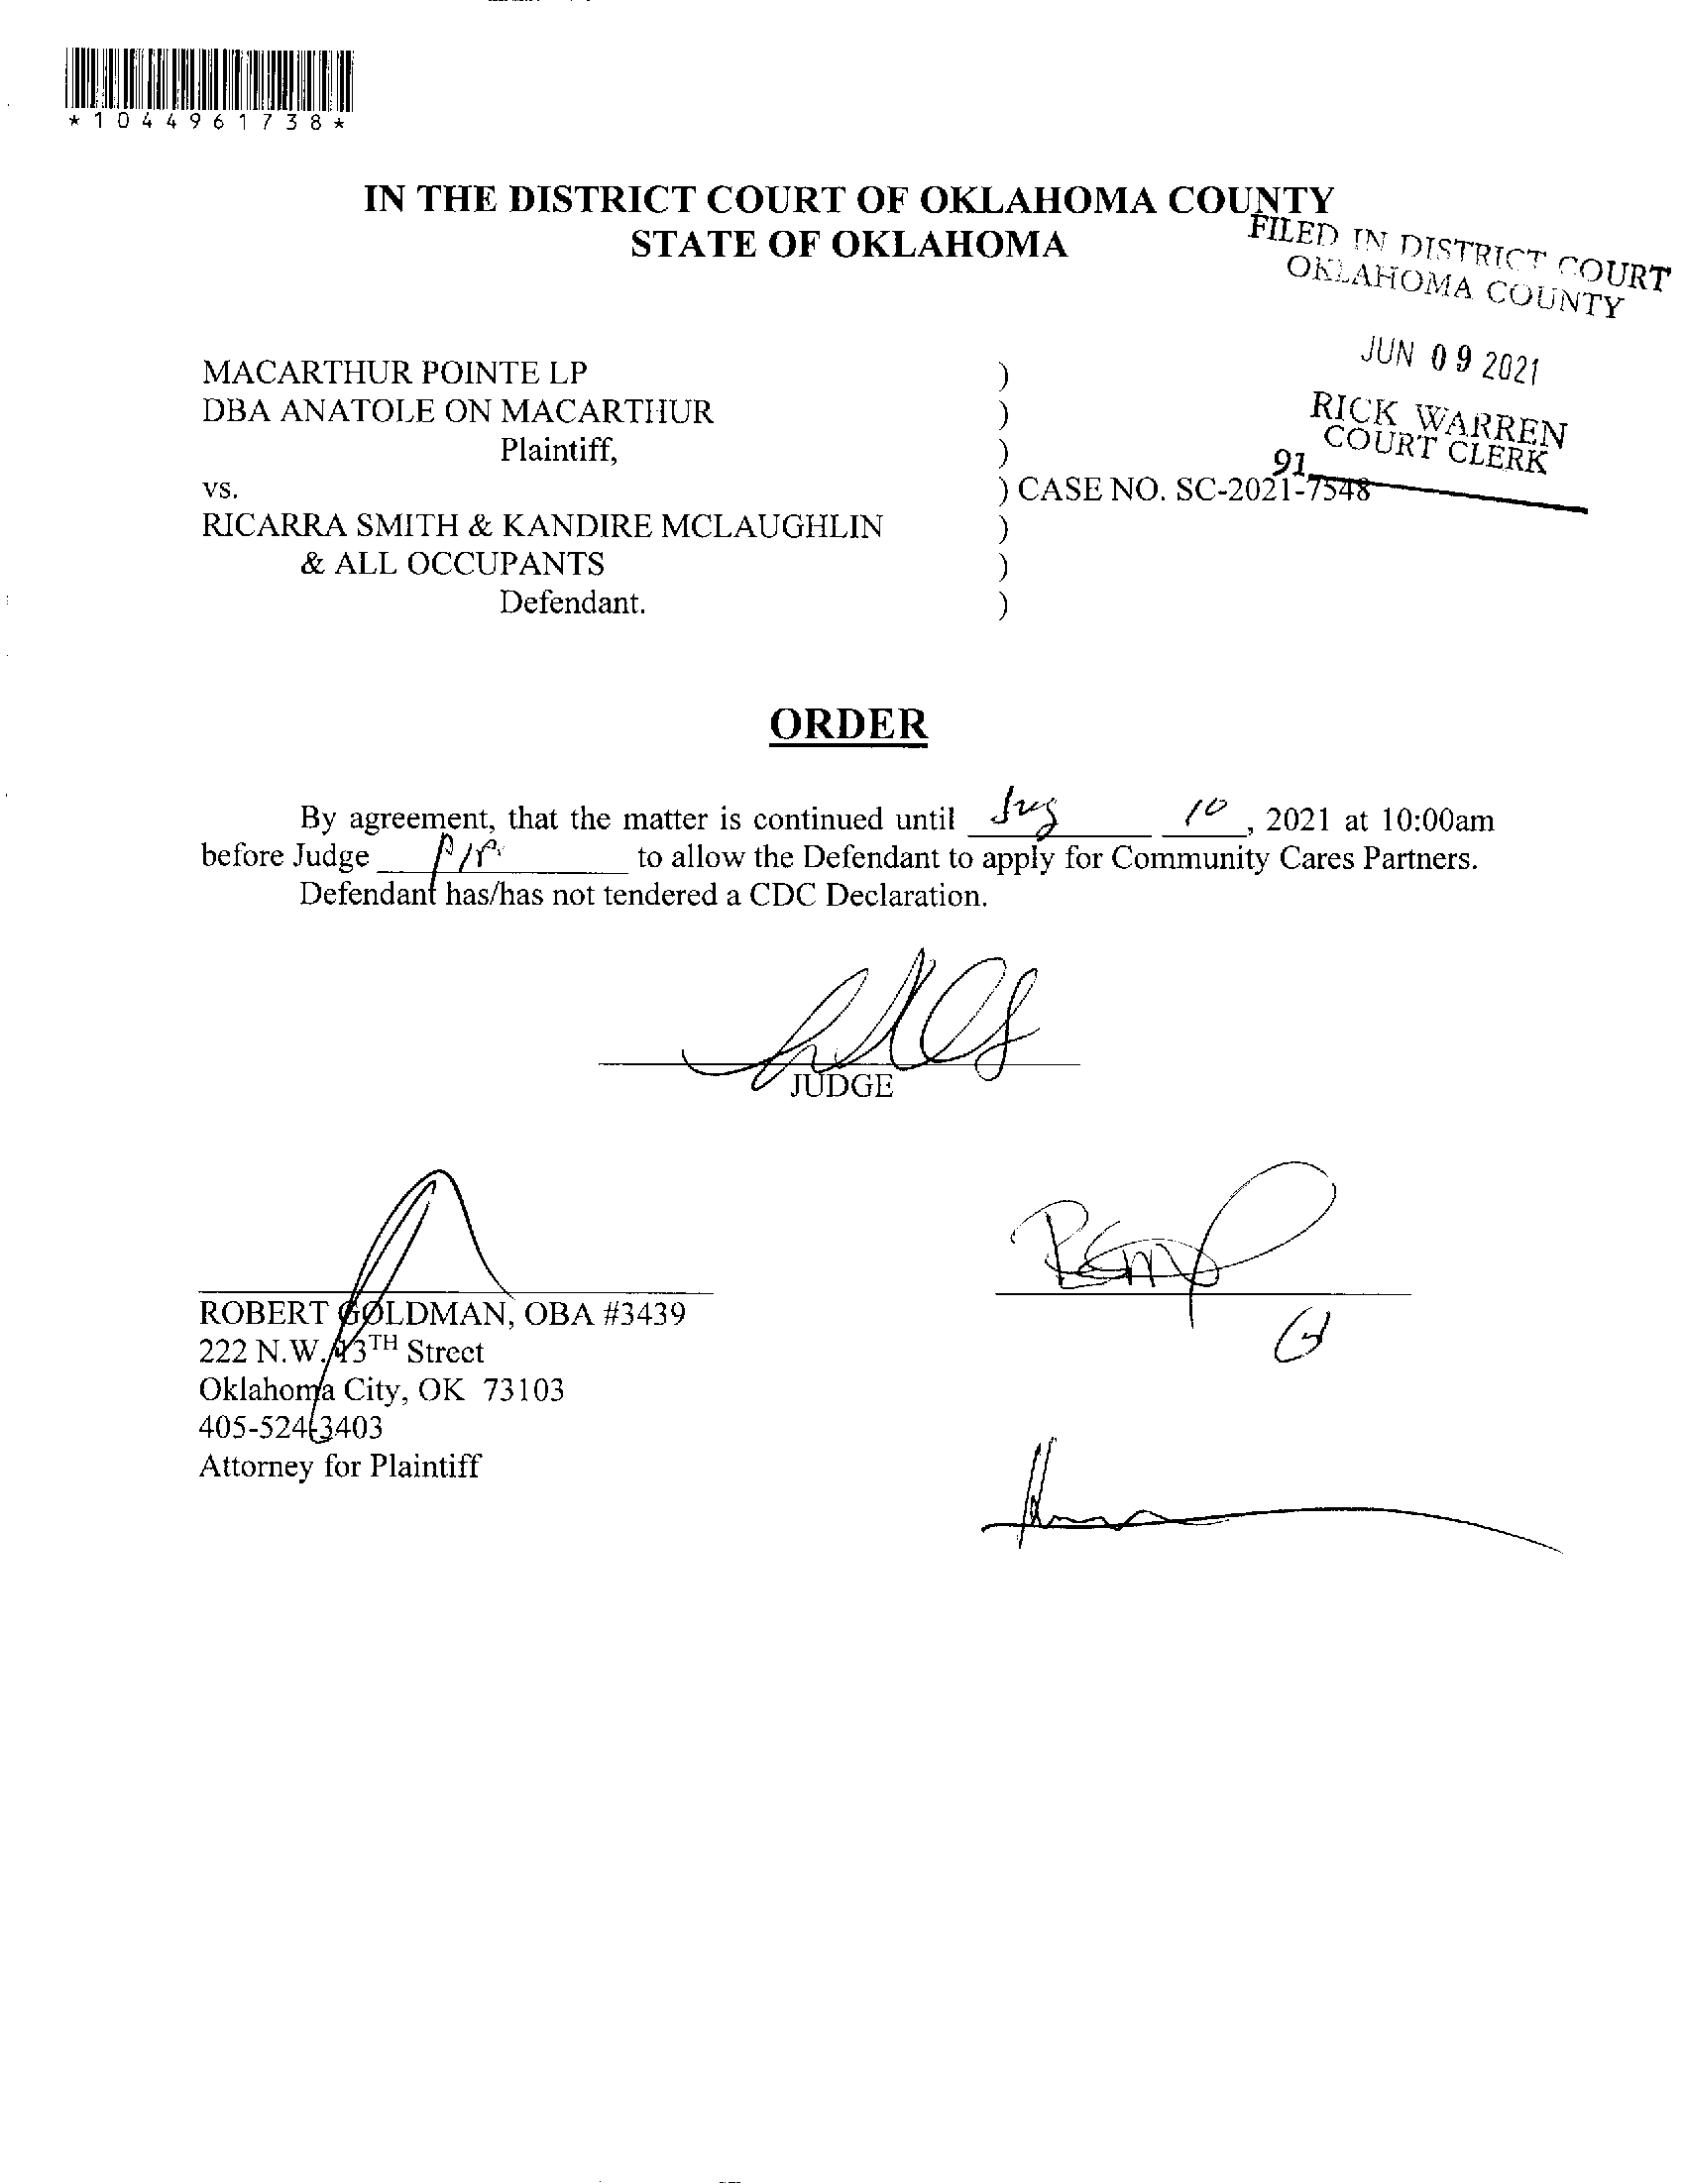 *1044961738*
IN THE DISTRICT COURT OF OKLAHOMA COUNTY
STATE OF OKLAHOMA
FILED IN DISTRICT COURT
OKLAHOMA COUNTY
JUN 09 2021
RICK WARREN
COURT CLERK
91
MACARTHUR POINTE LP )
DBA ANATOLE ON MACARTHUR )
Plaintiff, )
vs. ) CASE NO. SC-2021-7548
RICARRA SMITH & KANDIRE MCLAUGHLIN )
& ALL OCCUPANTS )
Defendant. )
ORDER
By agreement, that the matter is continued until 10, 2021 at 10:00am
before Judge to allow the Defendant to apply for Community Cares Partners.
Defendant has/has not tendered a CDC Declaration.
JUDGE
ROBERT GOLDMAN, OBA #3439
222 N.W. 13TH Street
Oklahoma City, OK 73103
405-524-3403
Attorney for Plaintiff